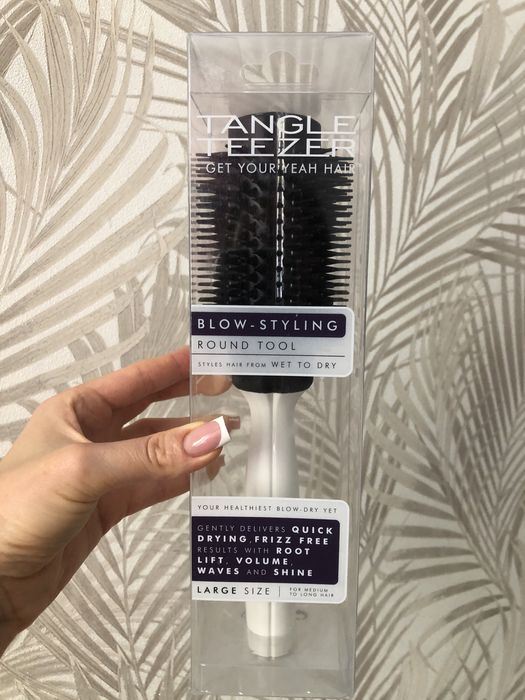 TANGLE
TEEZER
GET YOUR YEAH HAIR
BLOW-STYLING
ROUND TOOL
STYLES HAIR FROM WET TO DRY
YOUR HEALTHIEST BLOW-DRY YET
GENTLY DELIVERS QUICK
DRYING, FRIZZ FREE
RESULTS WITH ROOT
LIFT, VOLUME,
WAVES AND SHINE
LARGE SIZE
FOR MEDIUM
TO LONG HAIR